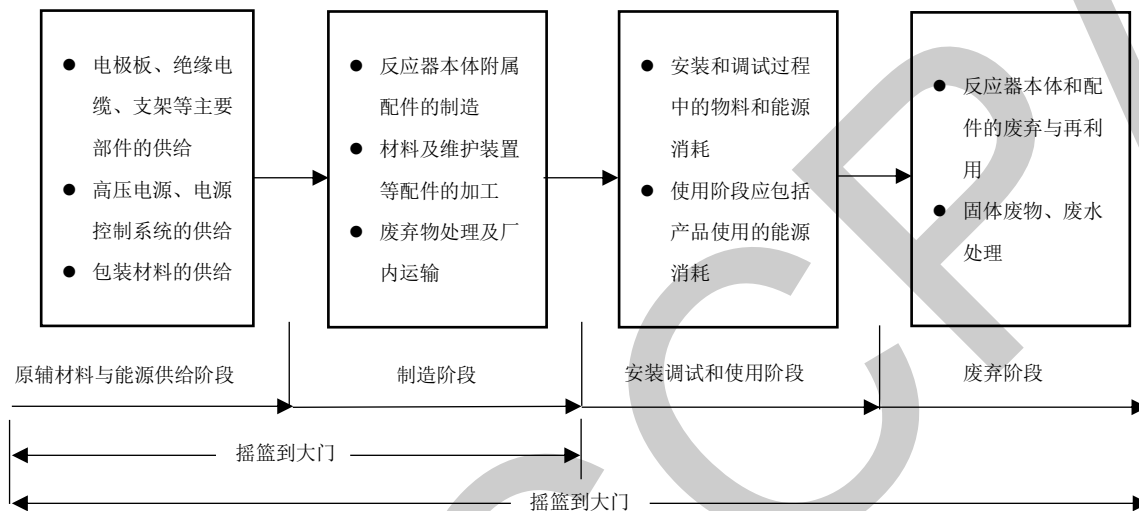 ● 电极板、绝缘电
缆、支架等主要
部件的供给
● 高压电源、电源
控制系统的供给
● 包装材料的供给
● 反应器本体附属
配件的制造
● 材料及维护装置
等配件的加工
● 废弃物处理及厂
内运输
● 安装和调试过程
中的物料和能源
消耗
● 使用阶段应包括
产品使用的能源
消耗
● 反应器本体和配
件的废弃与再利
用
● 固体废物、废水
处理
原辅材料与能源供给阶段
制造阶段
安装调试和使用阶段
废弃阶段
摇篮到大门
摇篮到大门